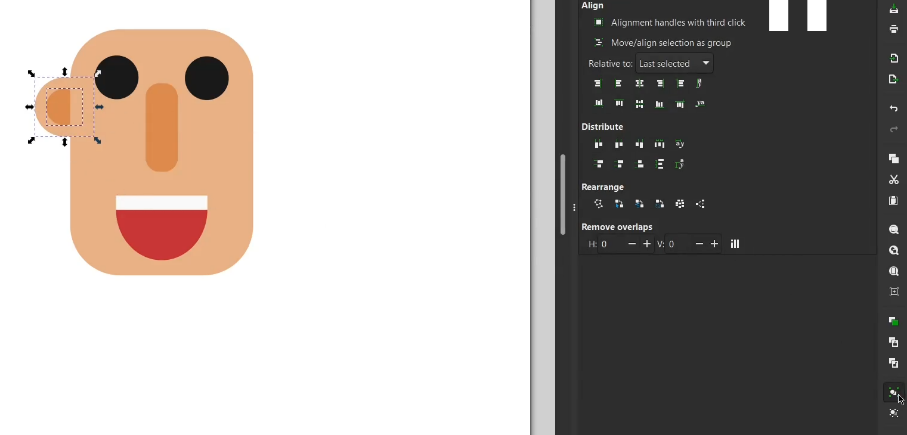 Align
Alignment handles with third click
Move/align selection as group
Relative to: Last selected
Distribute
Rearrange
Remove overlaps
H: 0 V: 0